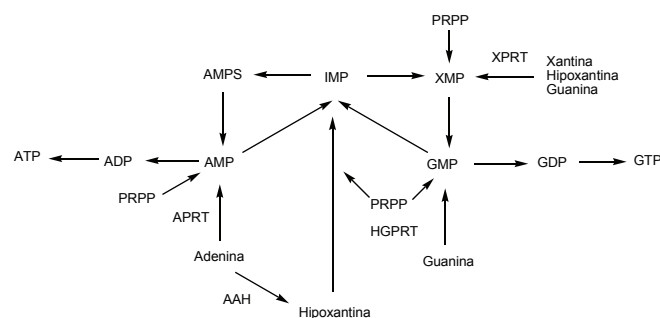 PRPP
XPRT
AMPS IMP XMP Xantina
Hipoxantina
Guanina
ATP ADP AMP GMP GDP GTP
PRPP PRPP
APRT HGPRT
Adenina Guanina
AAH
Hipoxantina